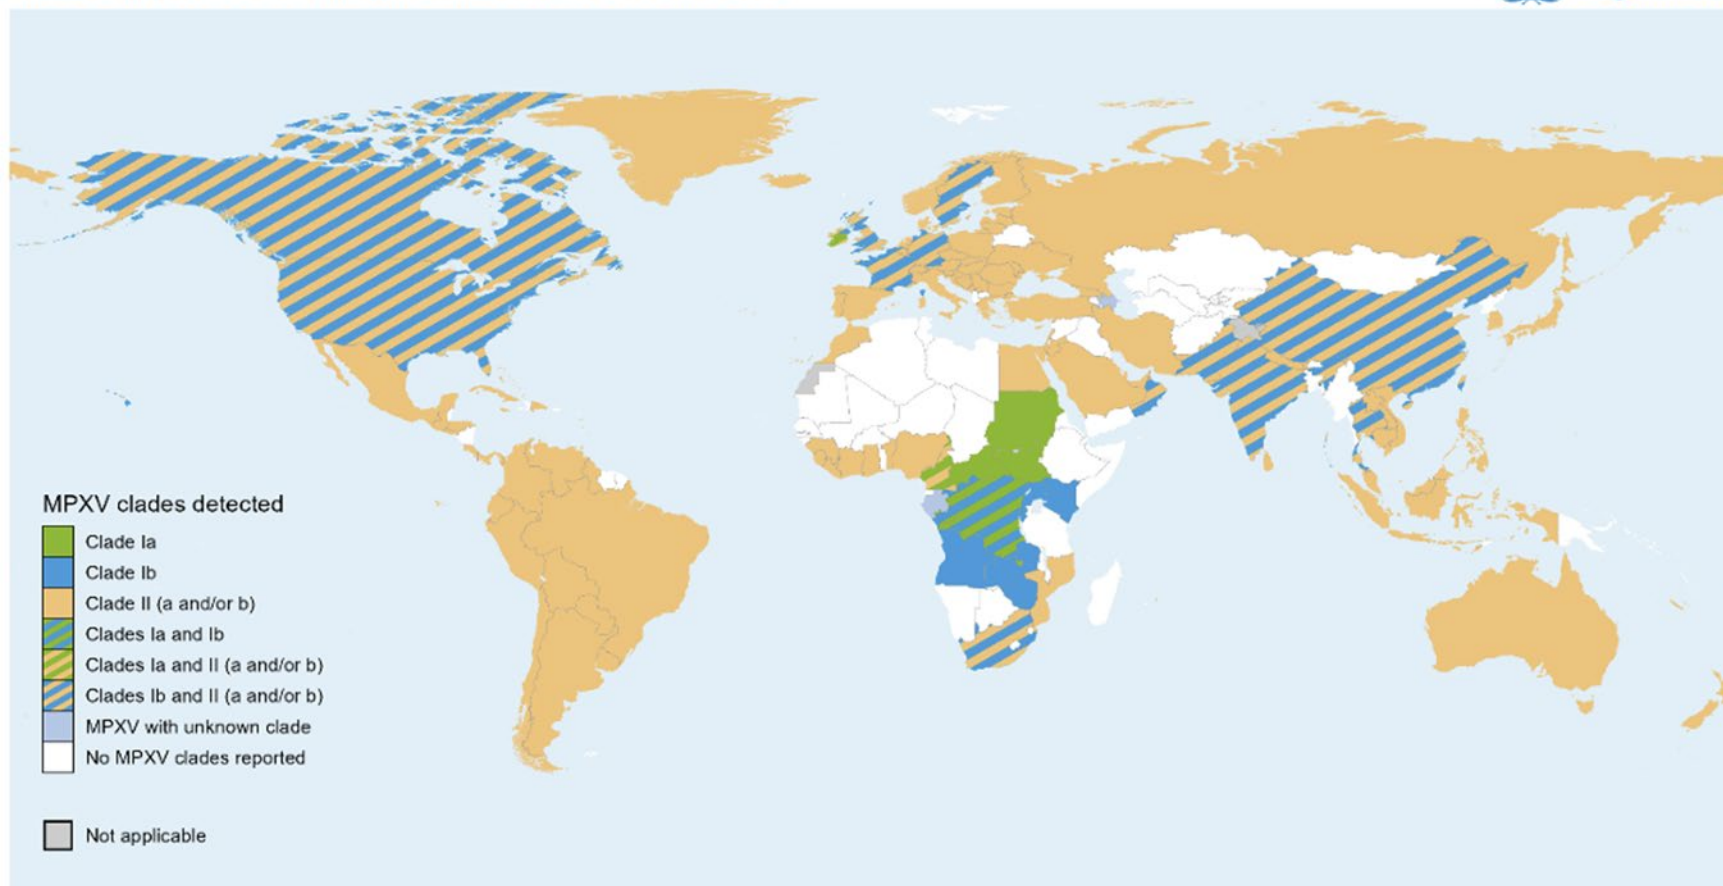 MPXV clades detected
Clade Ia
Clade Ib
Clade II (a and/or b)
Clades Ia and Ib
Clades Ia and II (a and/or b)
Clades Ib and II (a and/or b)
MPXV with unknown clade
No MPXV clades reported
Not applicable